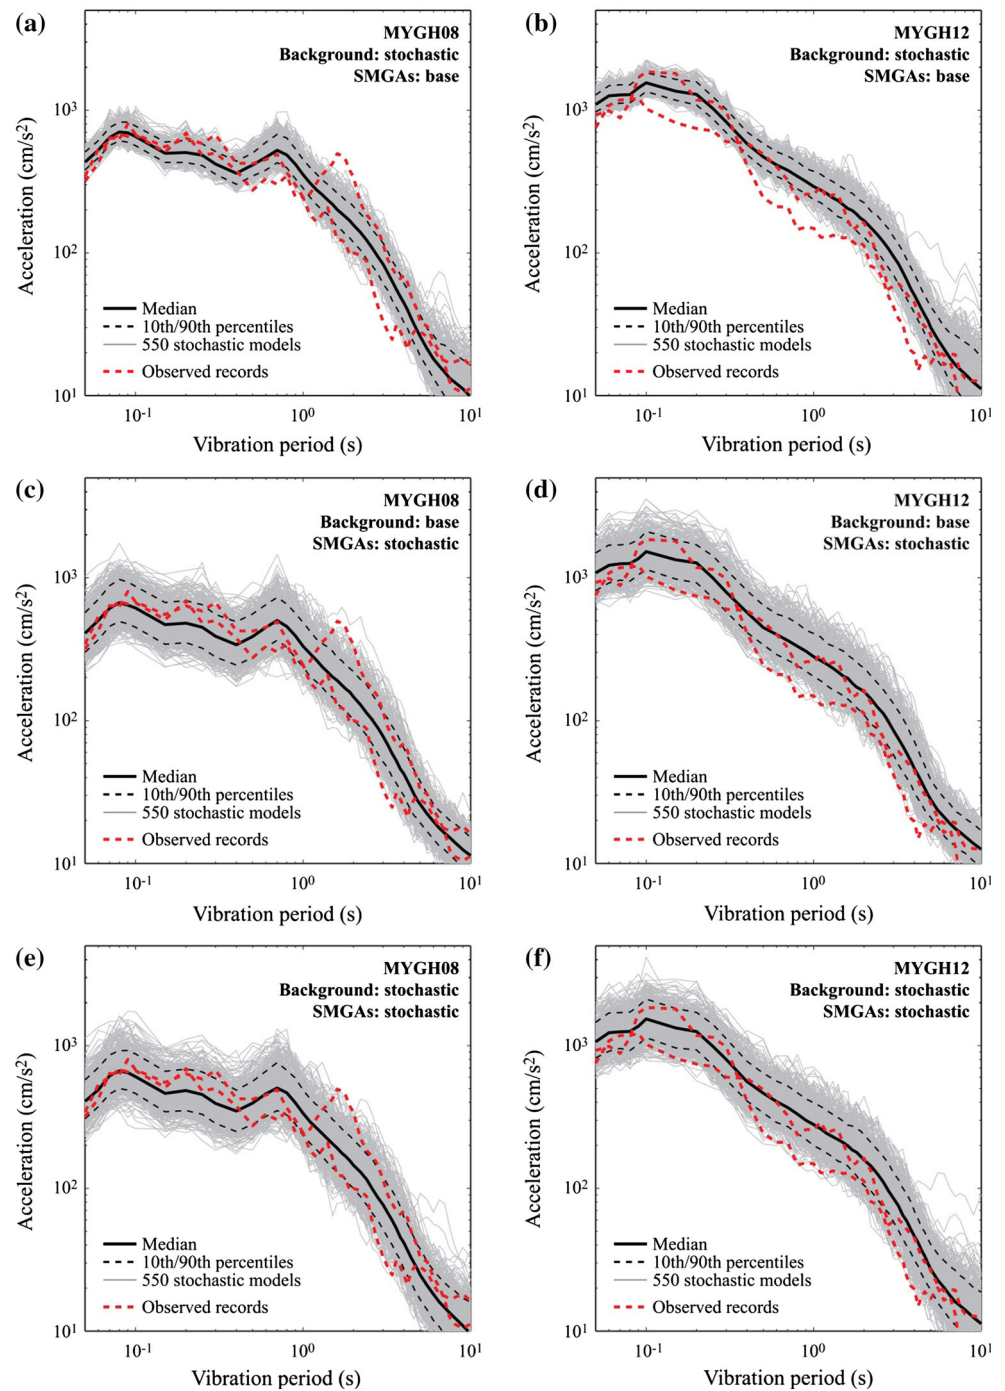 (a)
MYGH08
Background: stochastic
SMGAs: base
Acceleration (cm/s²)
10³
10²
10¹
Median
10th/90th percentiles
550 stochastic models
Observed records
10⁻¹
10⁰
10¹
Vibration period (s)
(b)
MYGH12
Background: stochastic
SMGAs: base
Acceleration (cm/s²)
10³
10²
10¹
Median
10th/90th percentiles
550 stochastic models
Observed records
10⁻¹
10⁰
10¹
Vibration period (s)
(c)
MYGH08
Background: base
SMGAs: stochastic
Acceleration (cm/s²)
10³
10²
10¹
Median
10th/90th percentiles
550 stochastic models
Observed records
10⁻¹
10⁰
10¹
Vibration period (s)
(d)
MYGH12
Background: base
SMGAs: stochastic
Acceleration (cm/s²)
10³
10²
10¹
Median
10th/90th percentiles
550 stochastic models
Observed records
10⁻¹
10⁰
10¹
Vibration period (s)
(e)
MYGH08
Background: stochastic
SMGAs: stochastic
Acceleration (cm/s²)
10³
10²
10¹
Median
10th/90th percentiles
550 stochastic models
Observed records
10⁻¹
10⁰
10¹
Vibration period (s)
(f)
MYGH12
Background: stochastic
SMGAs: stochastic
Acceleration (cm/s²)
10³
10²
10¹
Median
10th/90th percentiles
550 stochastic models
Observed records
10⁻¹
10⁰
10¹
Vibration period (s)